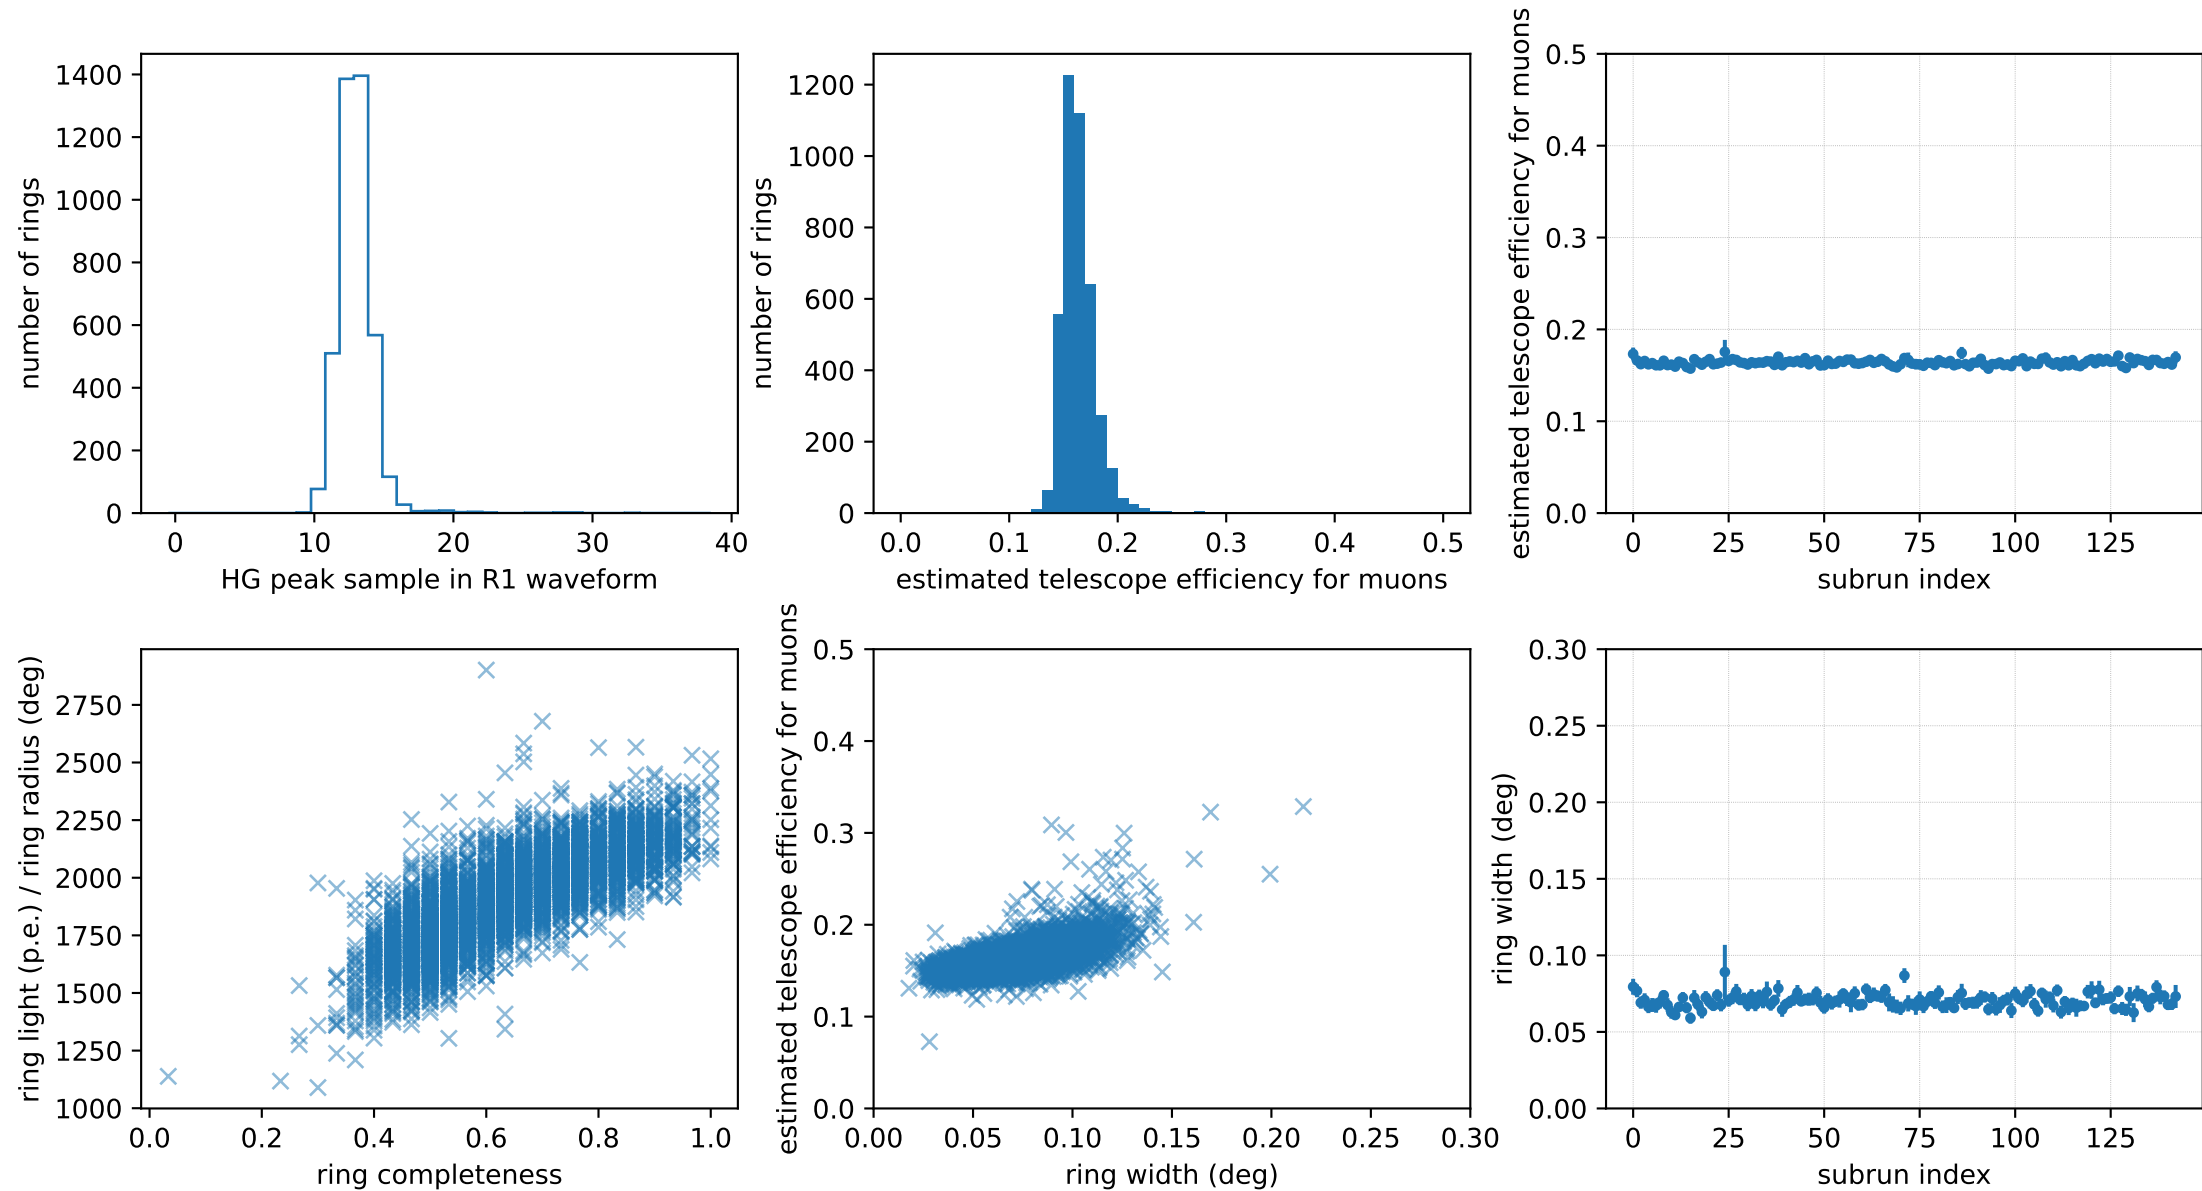 number of rings
1400
1200
1000
800
600
400
200
0
0 10 20 30 40
HG peak sample in R1 waveform
number of rings
1200
1000
800
600
400
200
0
0.0 0.1 0.2 0.3 0.4 0.5
estimated telescope efficiency for muons
estimated telescope efficiency for muons
0.5
0.4
0.3
0.2
0.1
0.0
0 25 50 75 100 125
subrun index
ring light (p.e.) / ring radius (deg)
2750
2500
2250
2000
1750
1500
1250
1000
0.0 0.2 0.4 0.6 0.8 1.0
ring completeness
estimated telescope efficiency for muons
0.5
0.4
0.3
0.2
0.1
0.0
0.00 0.05 0.10 0.15 0.20 0.25 0.30
ring width (deg)
ring width (deg)
0.30
0.25
0.20
0.15
0.10
0.05
0.00
0 25 50 75 100 125
subrun index